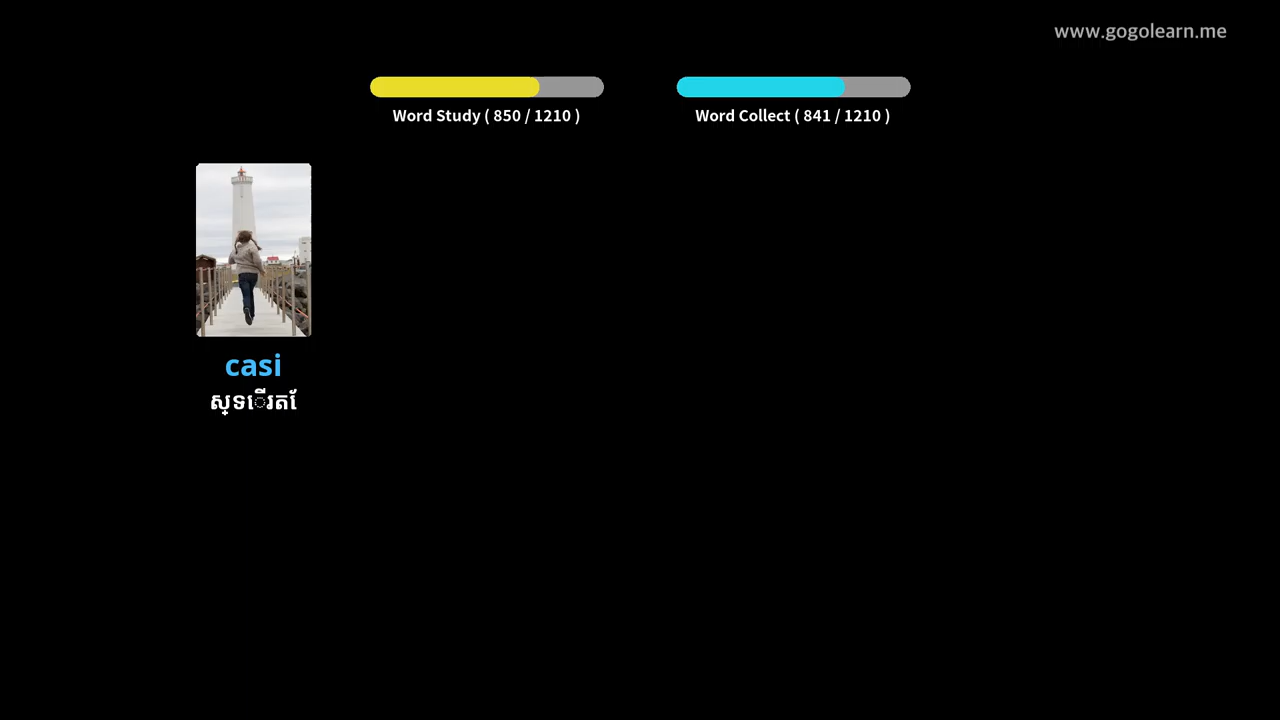 www.gogolearn.me
Word Study ( 850 / 1210 )
Word Collect ( 841 / 1210 )
casi
ស្ទើរតែ